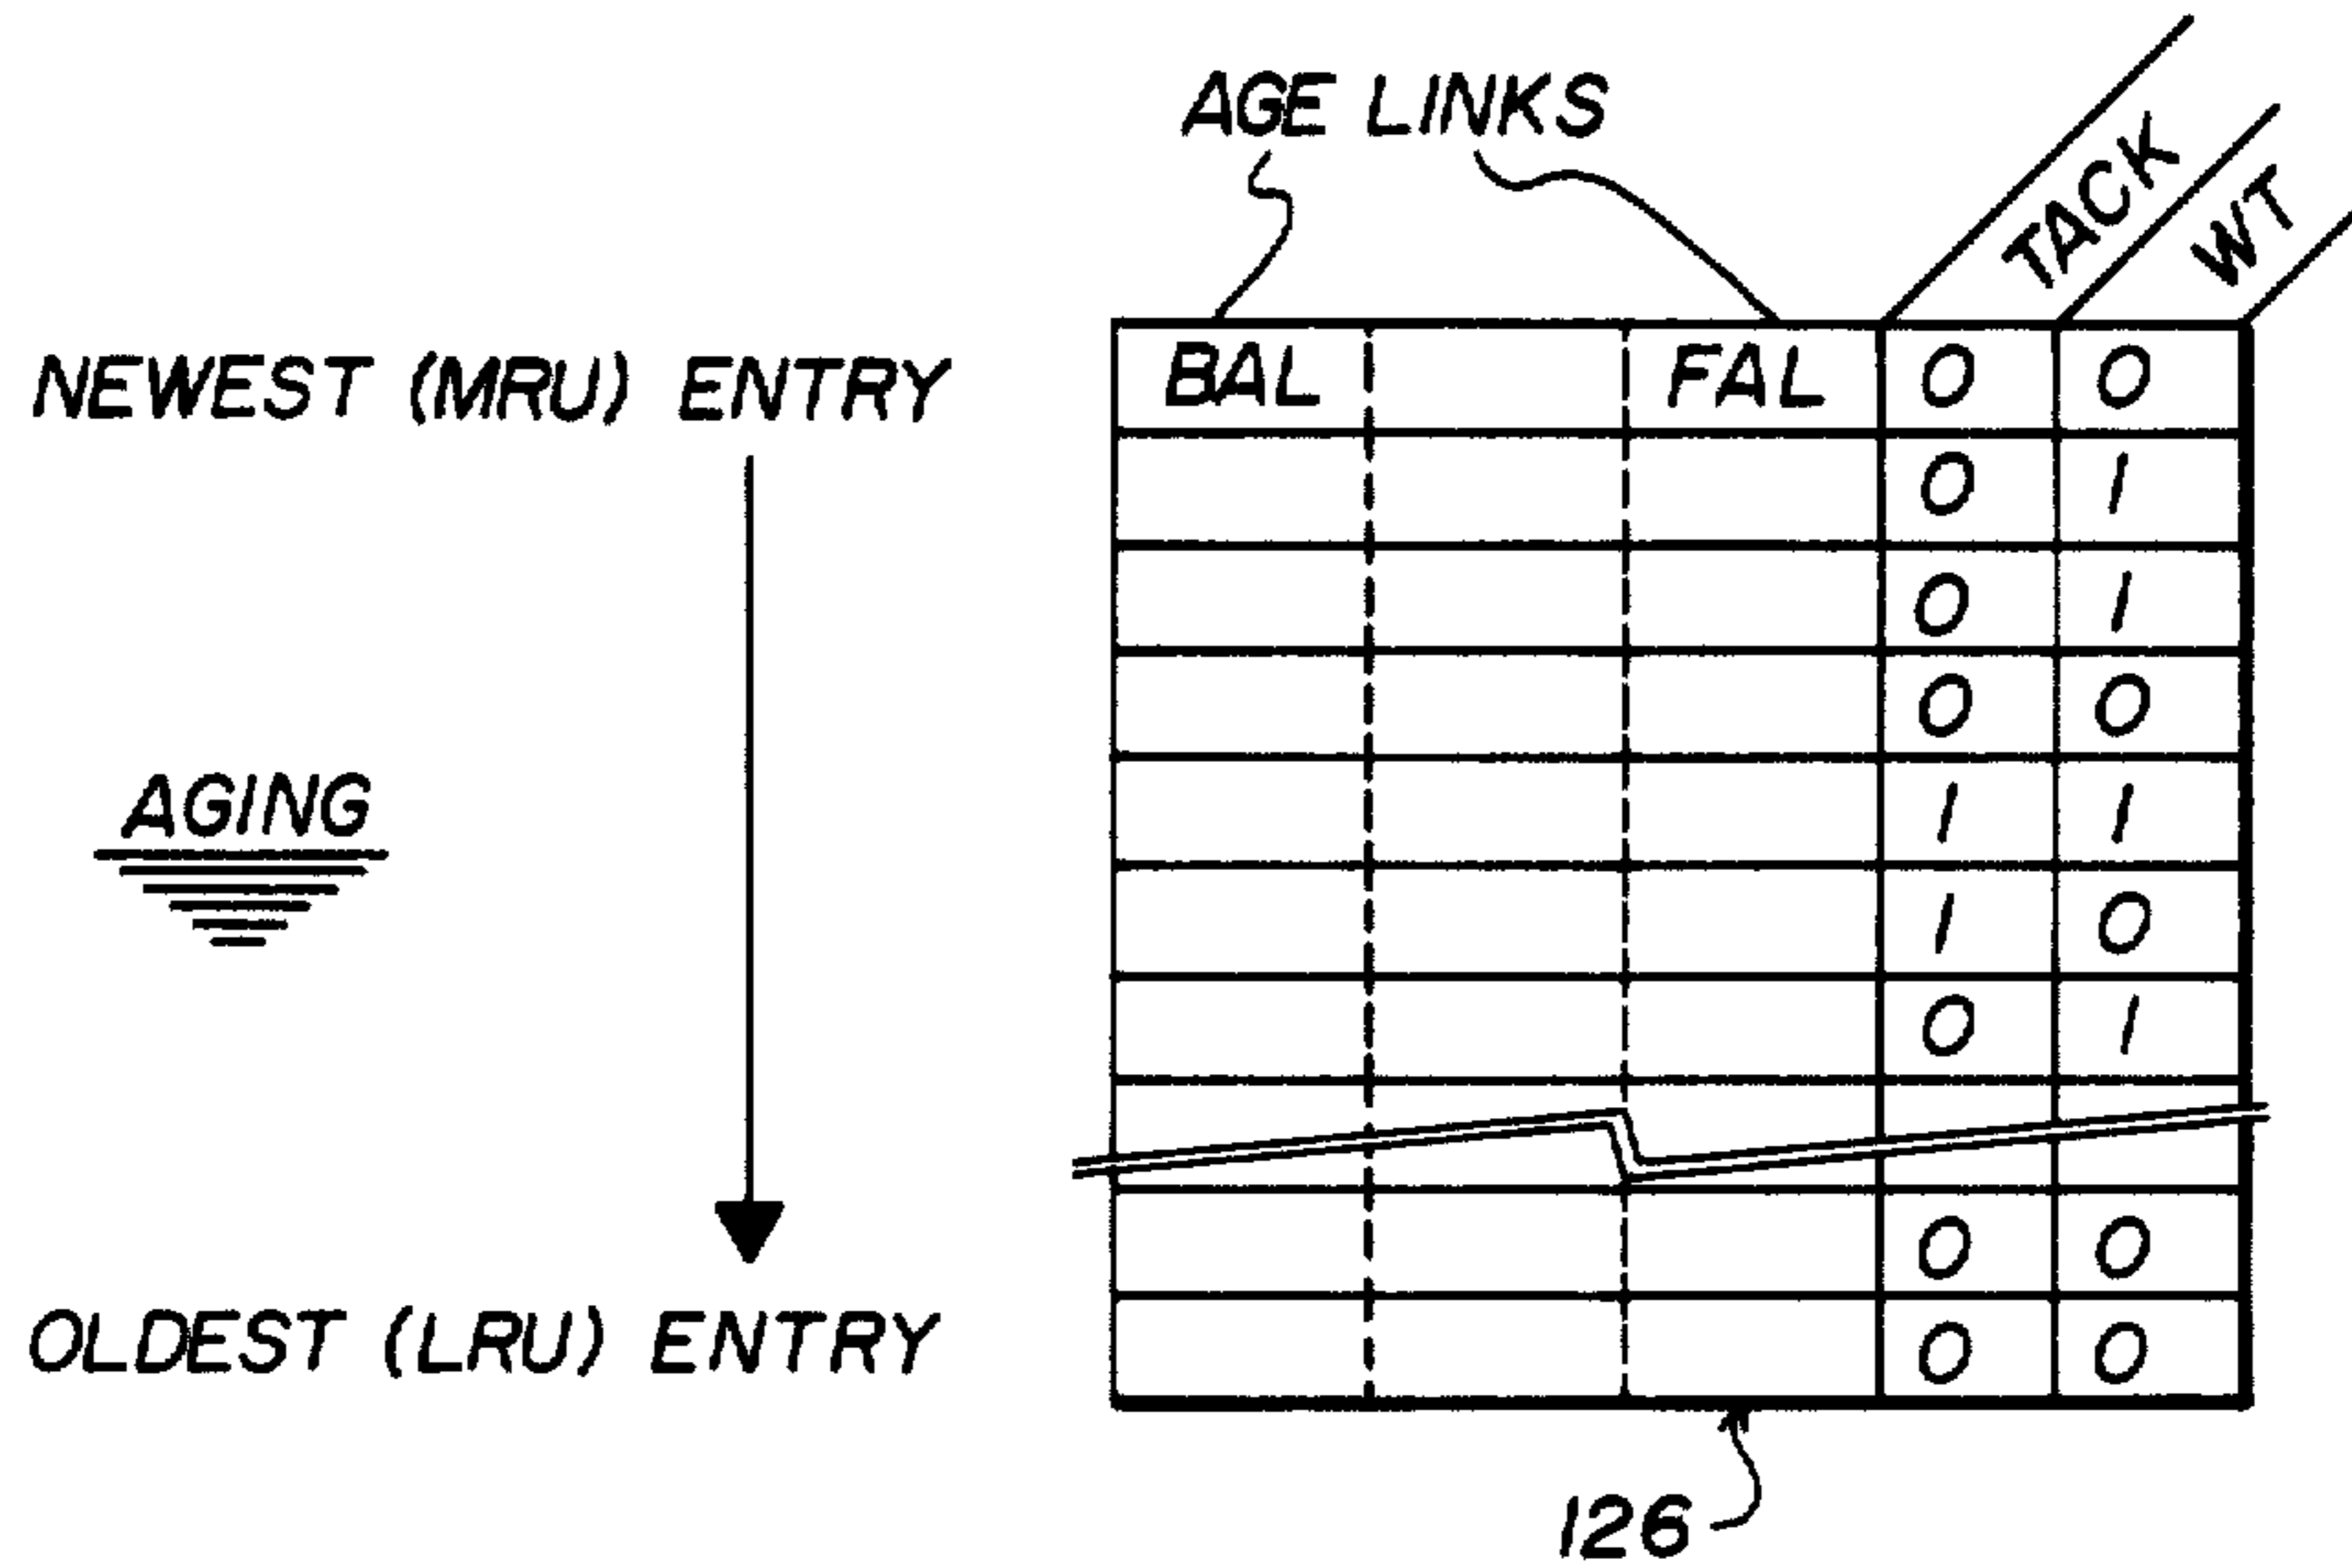 AGE LINKS
TACK
WT
NEWEST (MRU) ENTRY
BAL FAL 0 0
0 1
0 1
0 0
1 1
AGING
1 0
0 1
0 0
OLDEST (LRU) ENTRY
0 0
126